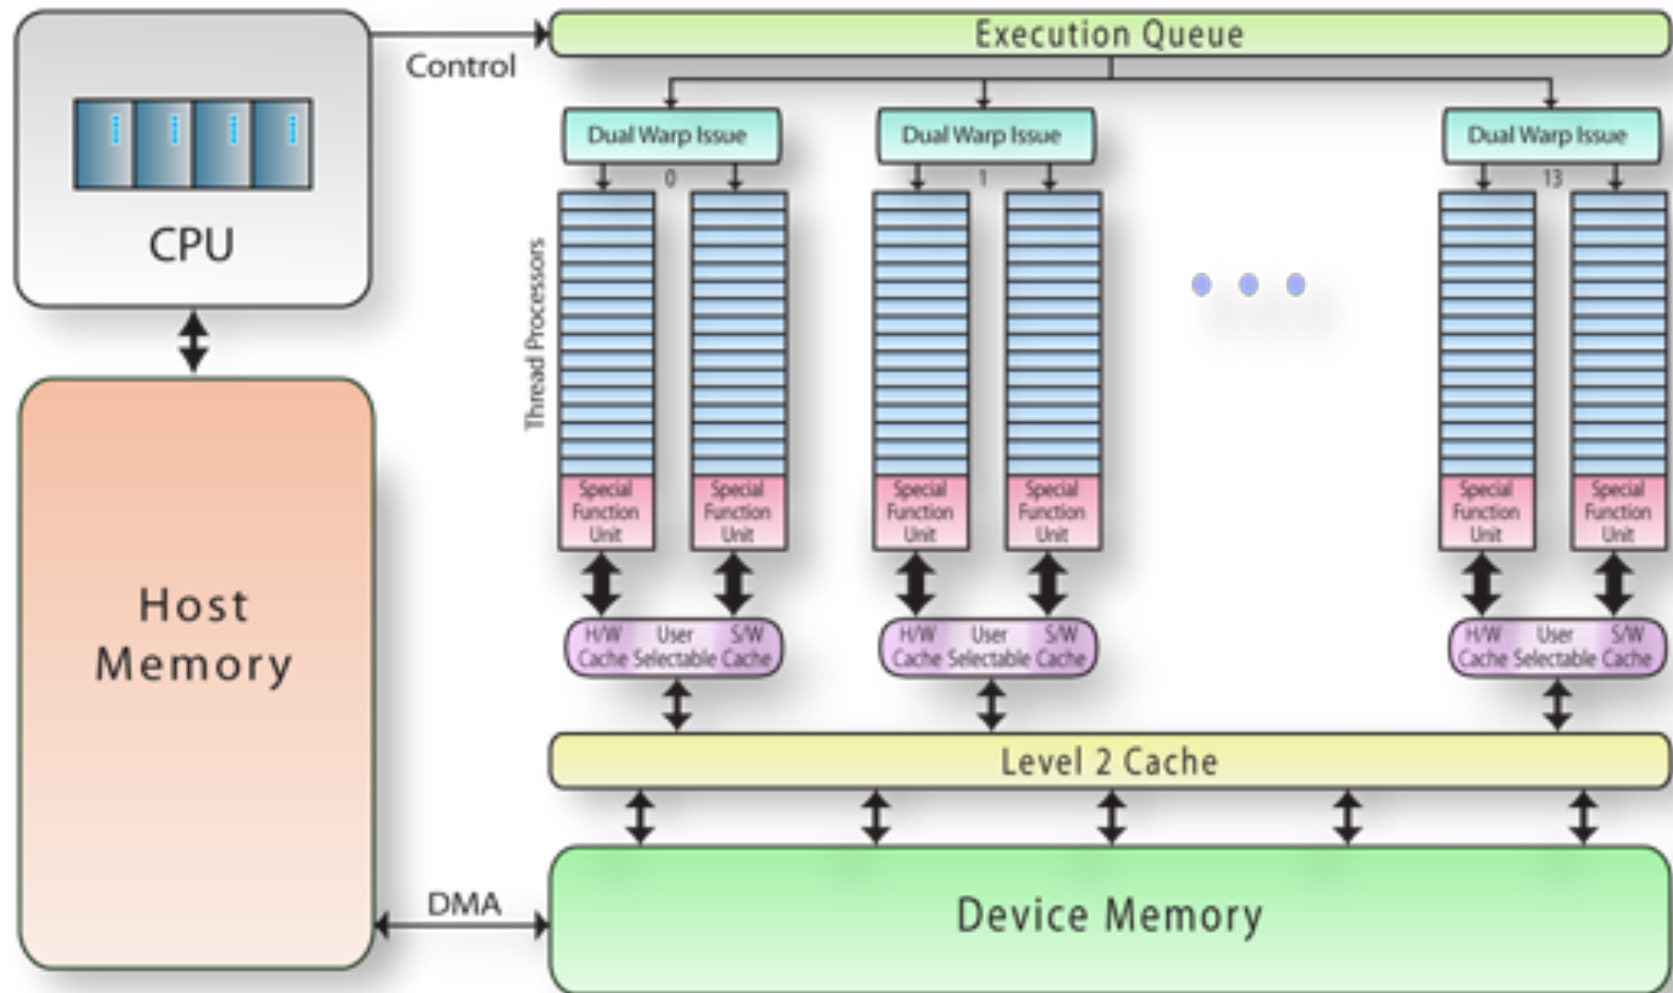 Execution Queue
Control
CPU
Dual Warp Issue
Dual Warp Issue
Dual Warp Issue
0
1
13
Thread Processors
Special
Function
Unit
Special
Function
Unit
Special
Function
Unit
Special
Function
Unit
Special
Function
Unit
Special
Function
Unit
H/W User S/W
Cache Selectable Cache
H/W User S/W
Cache Selectable Cache
H/W User S/W
Cache Selectable Cache
Host
Memory
Level 2 Cache
DMA
Device Memory